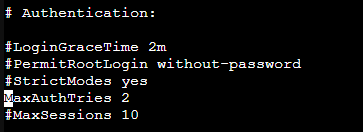 # Authentication:
#LoginGraceTime 2m
#PermitRootLogin without-password
#StrictModes yes
MaxAuthTries 2
#MaxSessions 10